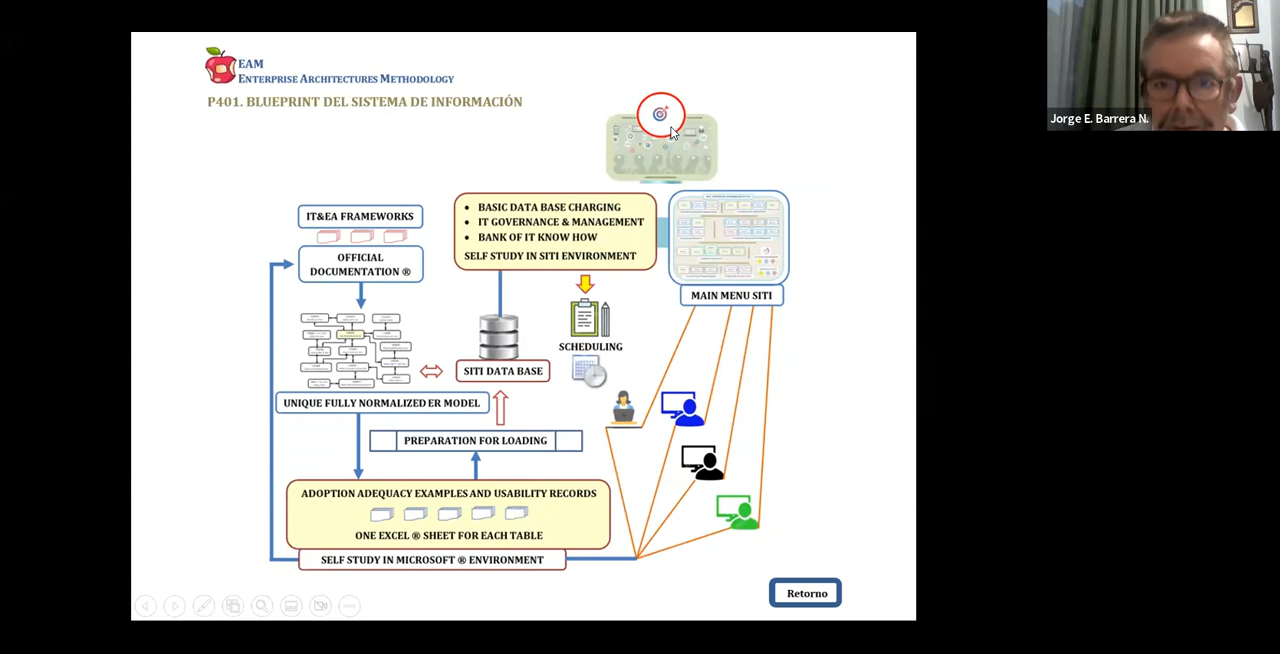 EAM
ENTERPRISE ARCHITECTURES METHODOLOGY
P401. BLUEPRINT DEL SISTEMA DE INFORMACIÓN
Jorge E. Barrera N.
IT&EA FRAMEWORKS
OFFICIAL
DOCUMENTATION ®
• BASIC DATA BASE CHARGING
• IT GOVERNANCE & MANAGEMENT
• BANK OF IT KNOW HOW
SELF STUDY IN SITI ENVIRONMENT
MAIN MENU SITI
SCHEDULING
SITI DATA BASE
UNIQUE FULLY NORMALIZED ER MODEL
PREPARATION FOR LOADING
ADOPTION ADEQUACY EXAMPLES AND USABILITY RECORDS
ONE EXCEL ® SHEET FOR EACH TABLE
SELF STUDY IN MICROSOFT ® ENVIRONMENT
Retorno